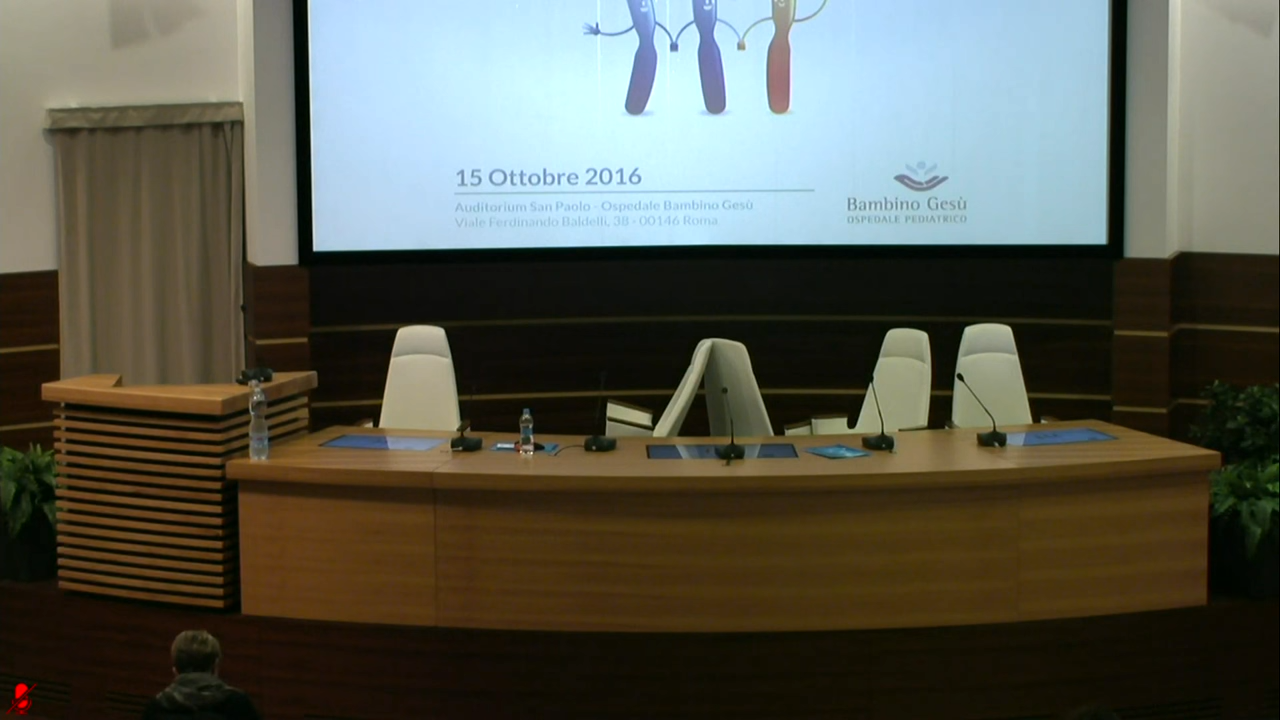 15 Ottobre 2016
Auditorium San Paolo - Ospedale Bambino Gesù
Viale Ferdinando Baldelli, 38 - 00146 Roma
Bambino Gesù
OSPEDALE PEDIATRICO